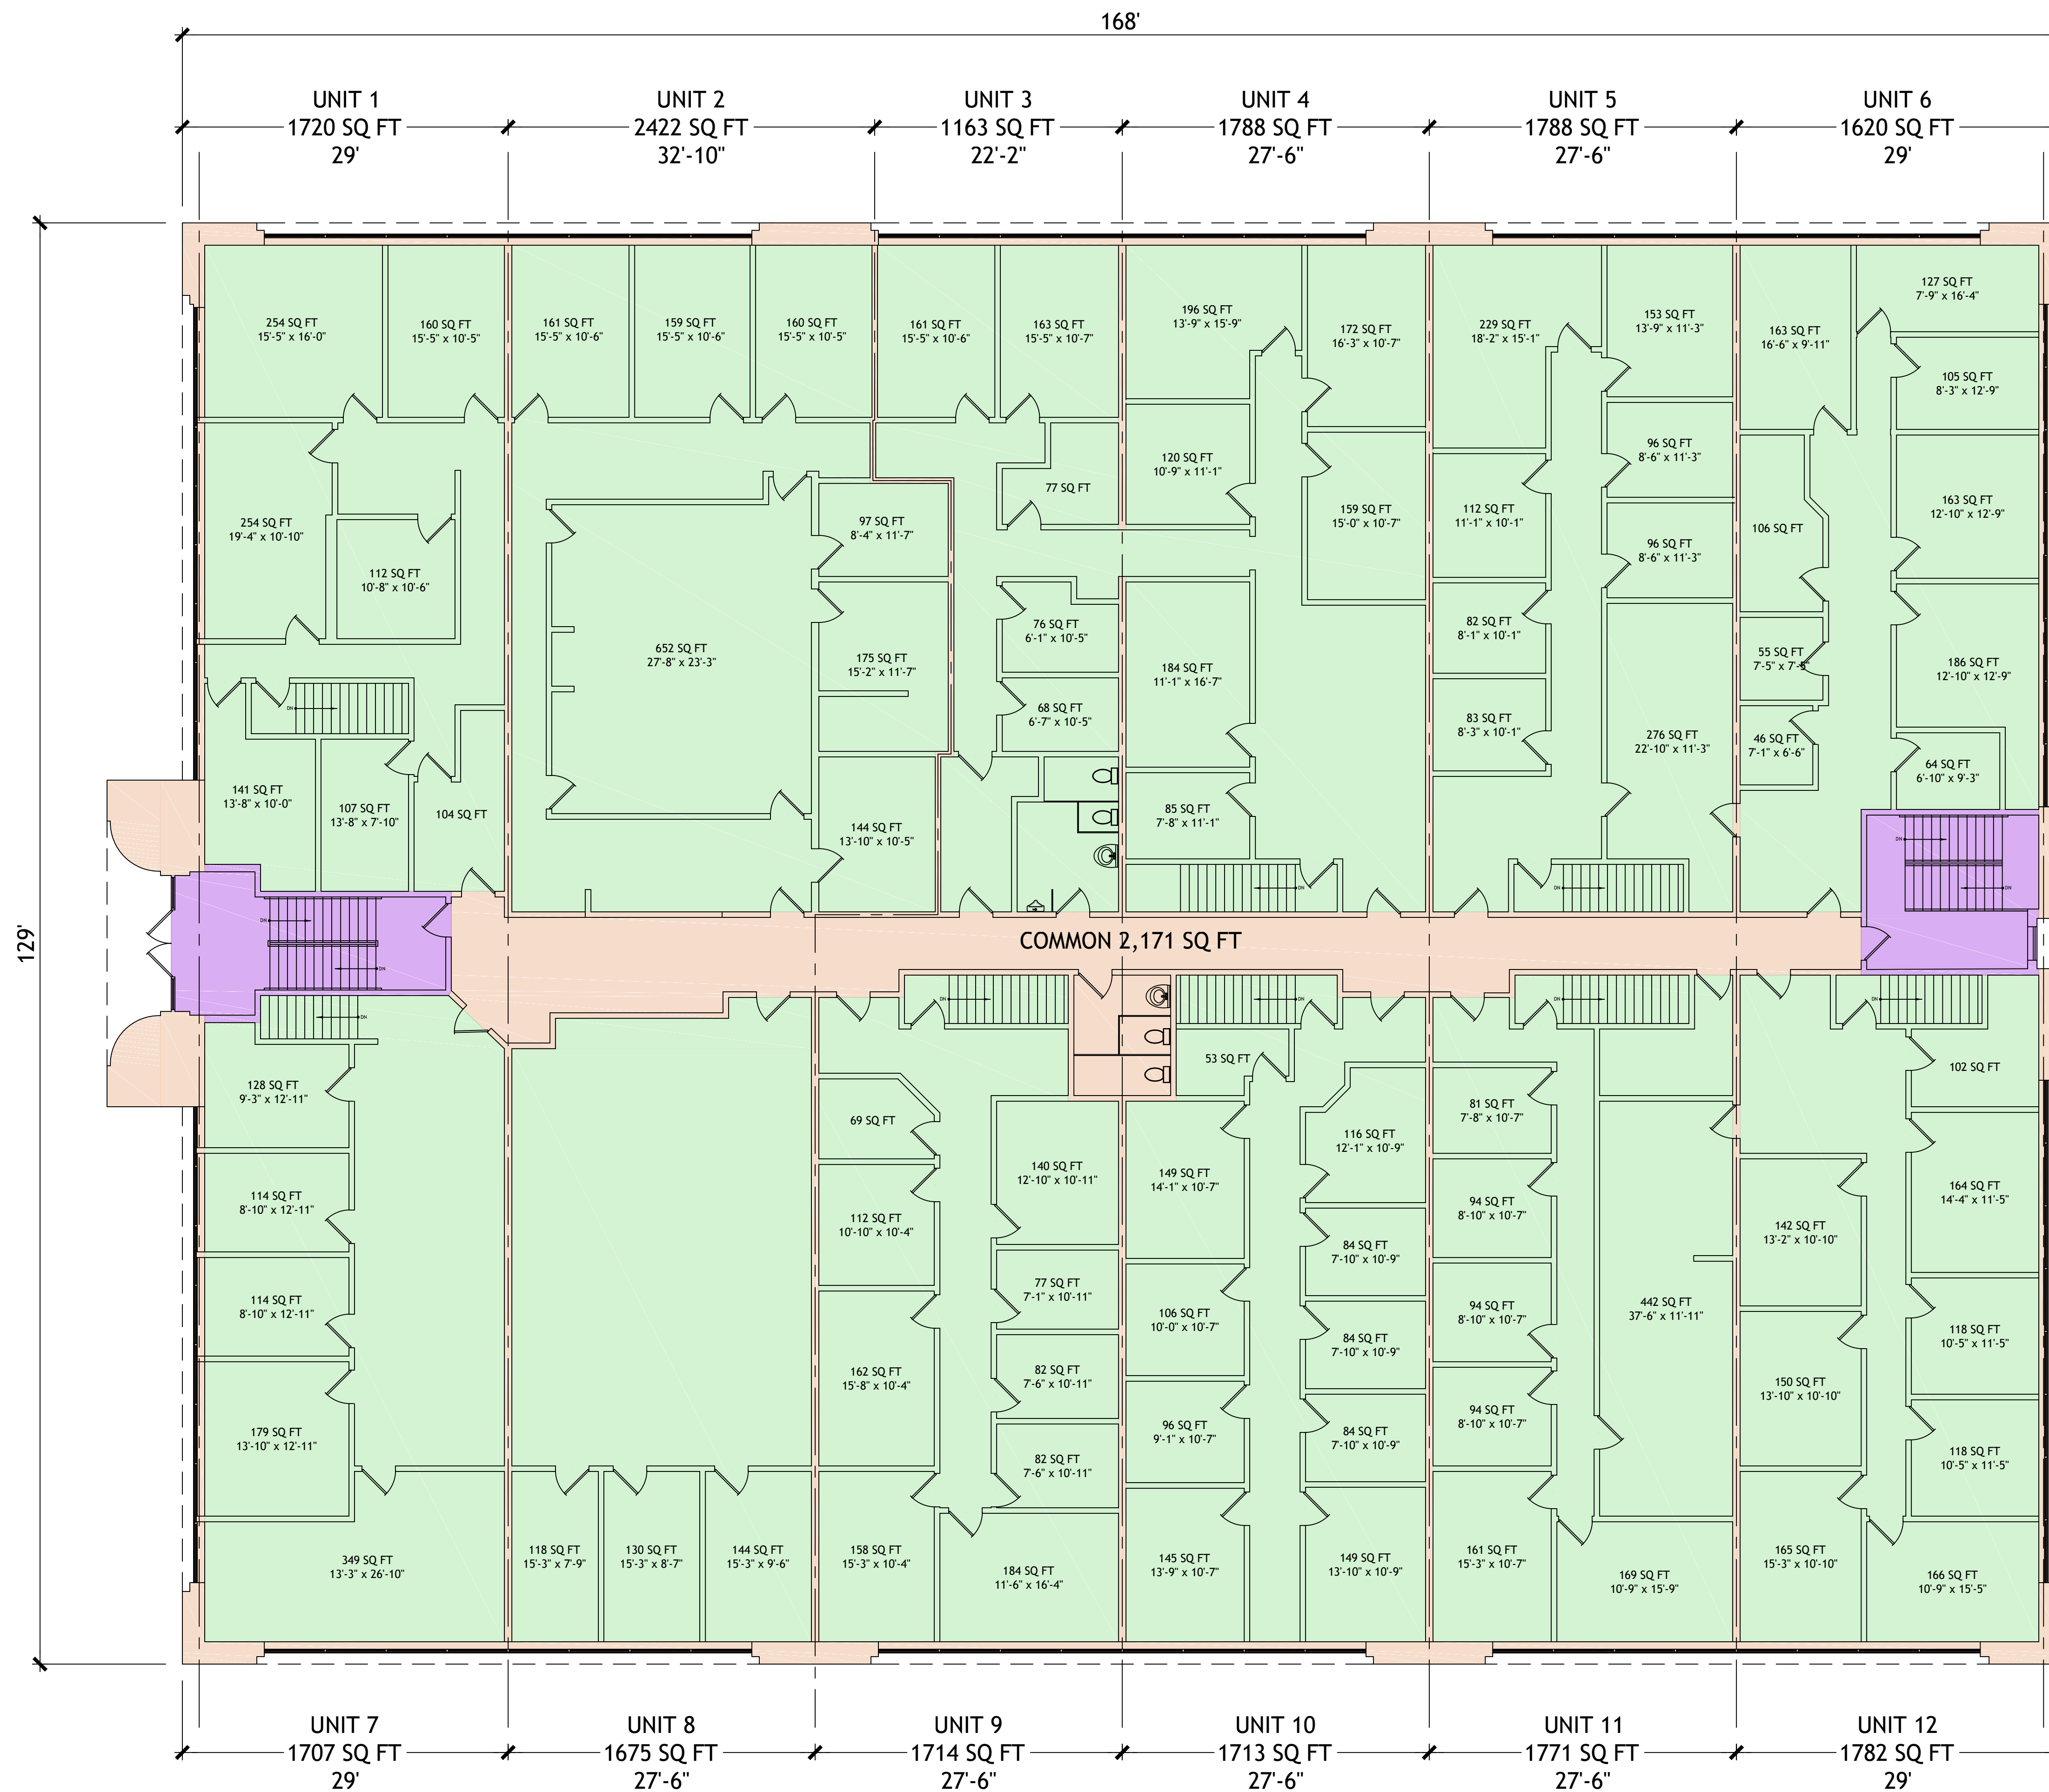 168'
UNIT 1
1720 SQ FT
29'
UNIT 2
2422 SQ FT
32'-10"
UNIT 3
1163 SQ FT
22'-2"
UNIT 4
1788 SQ FT
27'-6"
UNIT 5
1788 SQ FT
27'-6"
UNIT 6
1620 SQ FT
29'
129'
254 SQ FT
15'-5" x 16'-0"
160 SQ FT
15'-5" x 10'-5"
254 SQ FT
19'-4" x 10'-10"
112 SQ FT
10'-8" x 10'-6"
DN
141 SQ FT
13'-8" x 10'-0"
107 SQ FT
13'-8" x 7'-10"
104 SQ FT
161 SQ FT
15'-5" x 10'-6"
159 SQ FT
15'-5" x 10'-6"
160 SQ FT
15'-5" x 10'-5"
97 SQ FT
8'-4" x 11'-7"
652 SQ FT
27'-8" x 23'-3"
175 SQ FT
15'-2" x 11'-7"
144 SQ FT
13'-10" x 10'-5"
161 SQ FT
15'-5" x 10'-6"
163 SQ FT
15'-5" x 10'-7"
77 SQ FT
76 SQ FT
6'-1" x 10'-5"
68 SQ FT
6'-7" x 10'-5"
196 SQ FT
13'-9" x 15'-9"
172 SQ FT
16'-3" x 10'-7"
120 SQ FT
10'-9" x 11'-1"
159 SQ FT
15'-0" x 10'-7"
184 SQ FT
11'-1" x 16'-7"
85 SQ FT
7'-8" x 11'-1"
DN
229 SQ FT
18'-2" x 15'-1"
153 SQ FT
13'-9" x 11'-3"
96 SQ FT
8'-6" x 11'-3"
112 SQ FT
11'-1" x 10'-1"
96 SQ FT
8'-6" x 11'-3"
82 SQ FT
8'-1" x 10'-1"
83 SQ FT
8'-3" x 10'-1"
276 SQ FT
22'-10" x 11'-3"
DN
127 SQ FT
7'-9" x 16'-4"
163 SQ FT
16'-6" x 9'-11"
105 SQ FT
8'-3" x 12'-9"
163 SQ FT
12'-10" x 12'-9"
106 SQ FT
55 SQ FT
7'-5" x 7'-5"
186 SQ FT
12'-10" x 12'-9"
46 SQ FT
7'-1" x 6'-6"
64 SQ FT
6'-10" x 9'-3"
DN
DN
DN
DN
COMMON 2,171 SQ FT
DN
128 SQ FT
9'-3" x 12'-11"
114 SQ FT
8'-10" x 12'-11"
114 SQ FT
8'-10" x 12'-11"
179 SQ FT
13'-10" x 12'-11"
349 SQ FT
13'-3" x 26'-10"
118 SQ FT
15'-3" x 7'-9"
130 SQ FT
15'-3" x 8'-7"
144 SQ FT
15'-3" x 9'-6"
DN
69 SQ FT
112 SQ FT
10'-10" x 10'-4"
140 SQ FT
12'-10" x 10'-11"
77 SQ FT
7'-1" x 10'-11"
162 SQ FT
15'-8" x 10'-4"
82 SQ FT
7'-6" x 10'-11"
82 SQ FT
7'-6" x 10'-11"
158 SQ FT
15'-3" x 10'-4"
184 SQ FT
11'-6" x 16'-4"
DN
53 SQ FT
149 SQ FT
14'-1" x 10'-7"
116 SQ FT
12'-1" x 10'-9"
84 SQ FT
7'-10" x 10'-9"
106 SQ FT
10'-0" x 10'-7"
84 SQ FT
7'-10" x 10'-9"
96 SQ FT
9'-1" x 10'-7"
84 SQ FT
7'-10" x 10'-9"
145 SQ FT
13'-9" x 10'-7"
149 SQ FT
13'-10" x 10'-9"
DN
81 SQ FT
7'-8" x 10'-7"
94 SQ FT
8'-10" x 10'-7"
94 SQ FT
8'-10" x 10'-7"
442 SQ FT
37'-6" x 11'-11"
94 SQ FT
8'-10" x 10'-7"
161 SQ FT
15'-3" x 10'-7"
169 SQ FT
10'-9" x 15'-9"
DN
102 SQ FT
164 SQ FT
14'-4" x 11'-5"
142 SQ FT
13'-2" x 10'-10"
118 SQ FT
10'-5" x 11'-5"
150 SQ FT
13'-10" x 10'-10"
118 SQ FT
10'-5" x 11'-5"
165 SQ FT
15'-3" x 10'-10"
166 SQ FT
10'-9" x 15'-5"
UNIT 7
1707 SQ FT
29'
UNIT 8
1675 SQ FT
27'-6"
UNIT 9
1714 SQ FT
27'-6"
UNIT 10
1713 SQ FT
27'-6"
UNIT 11
1771 SQ FT
27'-6"
UNIT 12
1782 SQ FT
29'